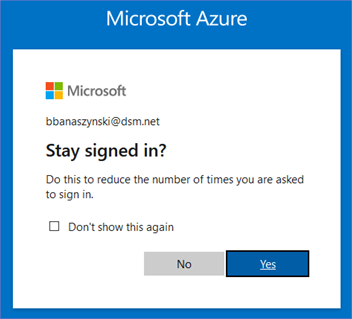 Microsoft Azure
Microsoft
bbanaszynski@dsm.net
Stay signed in?
Do this to reduce the number of times you are asked
to sign in.
Don't show this again
No
Yes